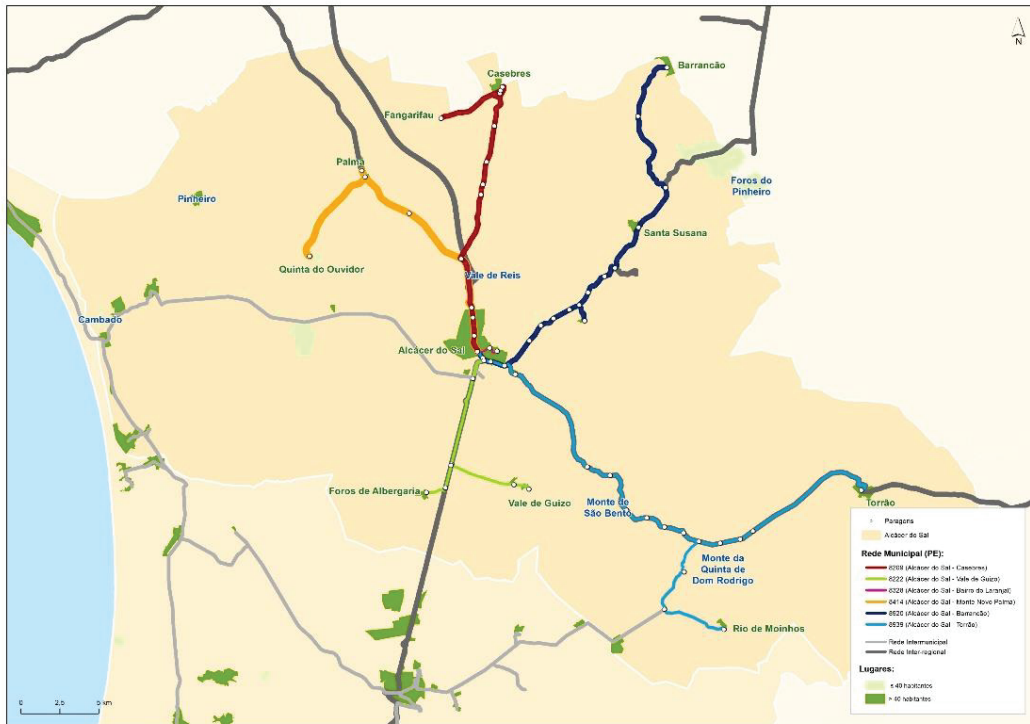 N
Casebres
Barrancão
Fangarifau
Palma
Pinheiro
Foros do
Pinheiro
Santa Susana
Quinta do Ouvidor
Vale de Reis
Cambado
Alcácer do Sal
Foros de Albergaria
Vale de Guizo
Monte de
São Bento
Torrão
Monte da
Quinta de
Dom Rodrigo
Rio de Moinhos
Paragens
Alcácer do Sal
Rede Municipal (PE):
8209 (Alcácer do Sal - Casebres)
8222 (Alcácer do Sal - Vale de Guizo)
8328 (Alcácer do Sal - Bairro do Laranjal)
8414 (Alcácer do Sal - Monte Novo Palma)
8920 (Alcácer do Sal - Barrancão)
8939 (Alcácer do Sal - Torrão)
Rede Intermunicipal
Rede Inter-regional
Lugares:
≤ 40 habitantes
> 40 habitantes
0 2,5 5 km